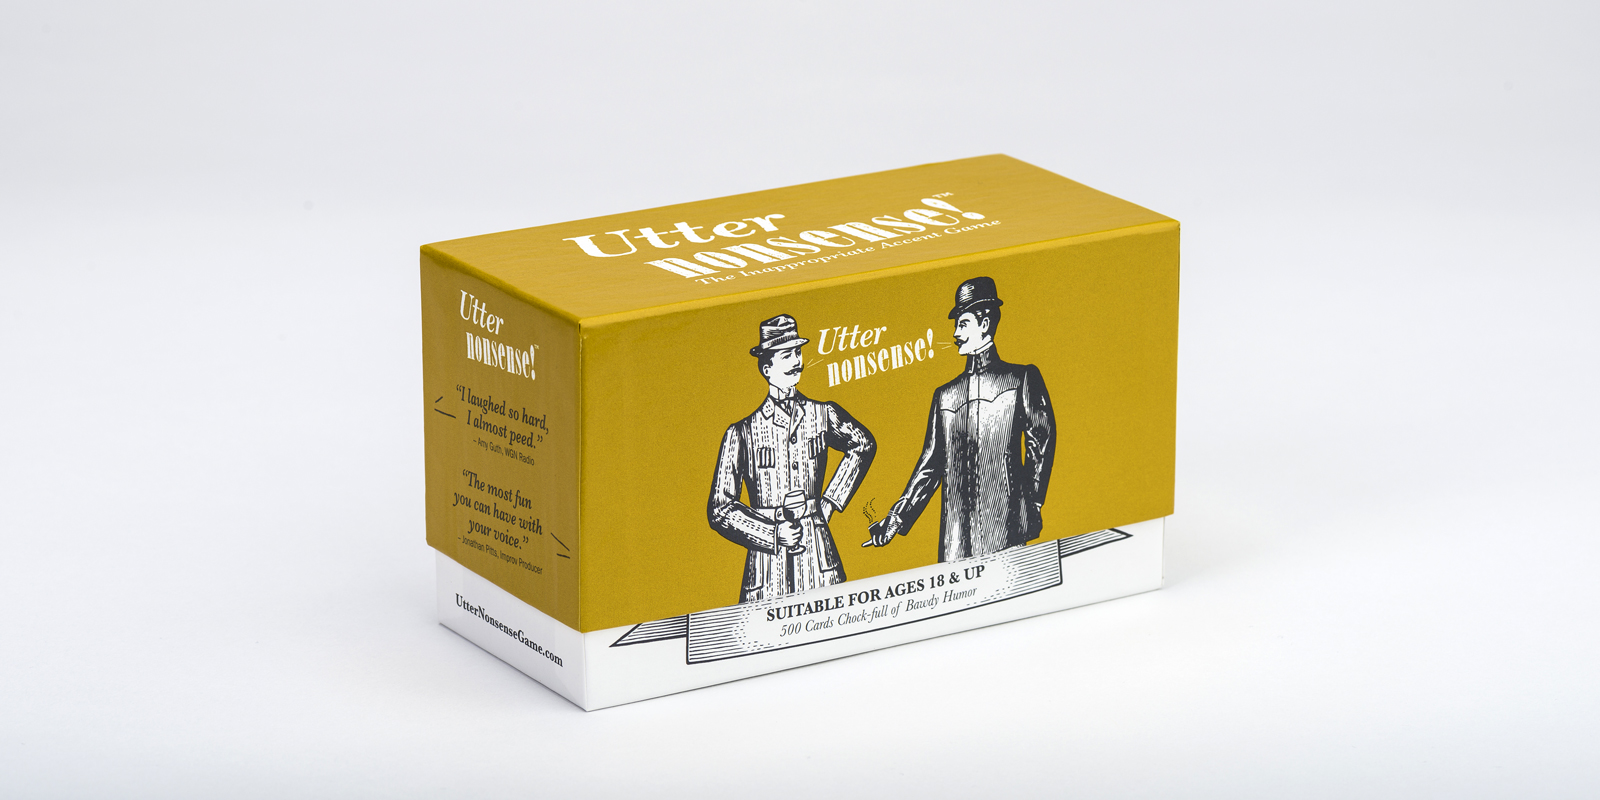 Utter
nonsense!™
The Inappropriate Accent Game
Utter
nonsense!™
“I laughed so hard,
I almost peed.”
– Amy Guth, WGN Radio
“The most fun
you can have with
your voice.”
– Jonathan Pitts, Improv Producer
UtterNonsenseGame.com
Utter
nonsense!
SUITABLE FOR AGES 18 & UP
500 Cards Chock-full of Bawdy Humor